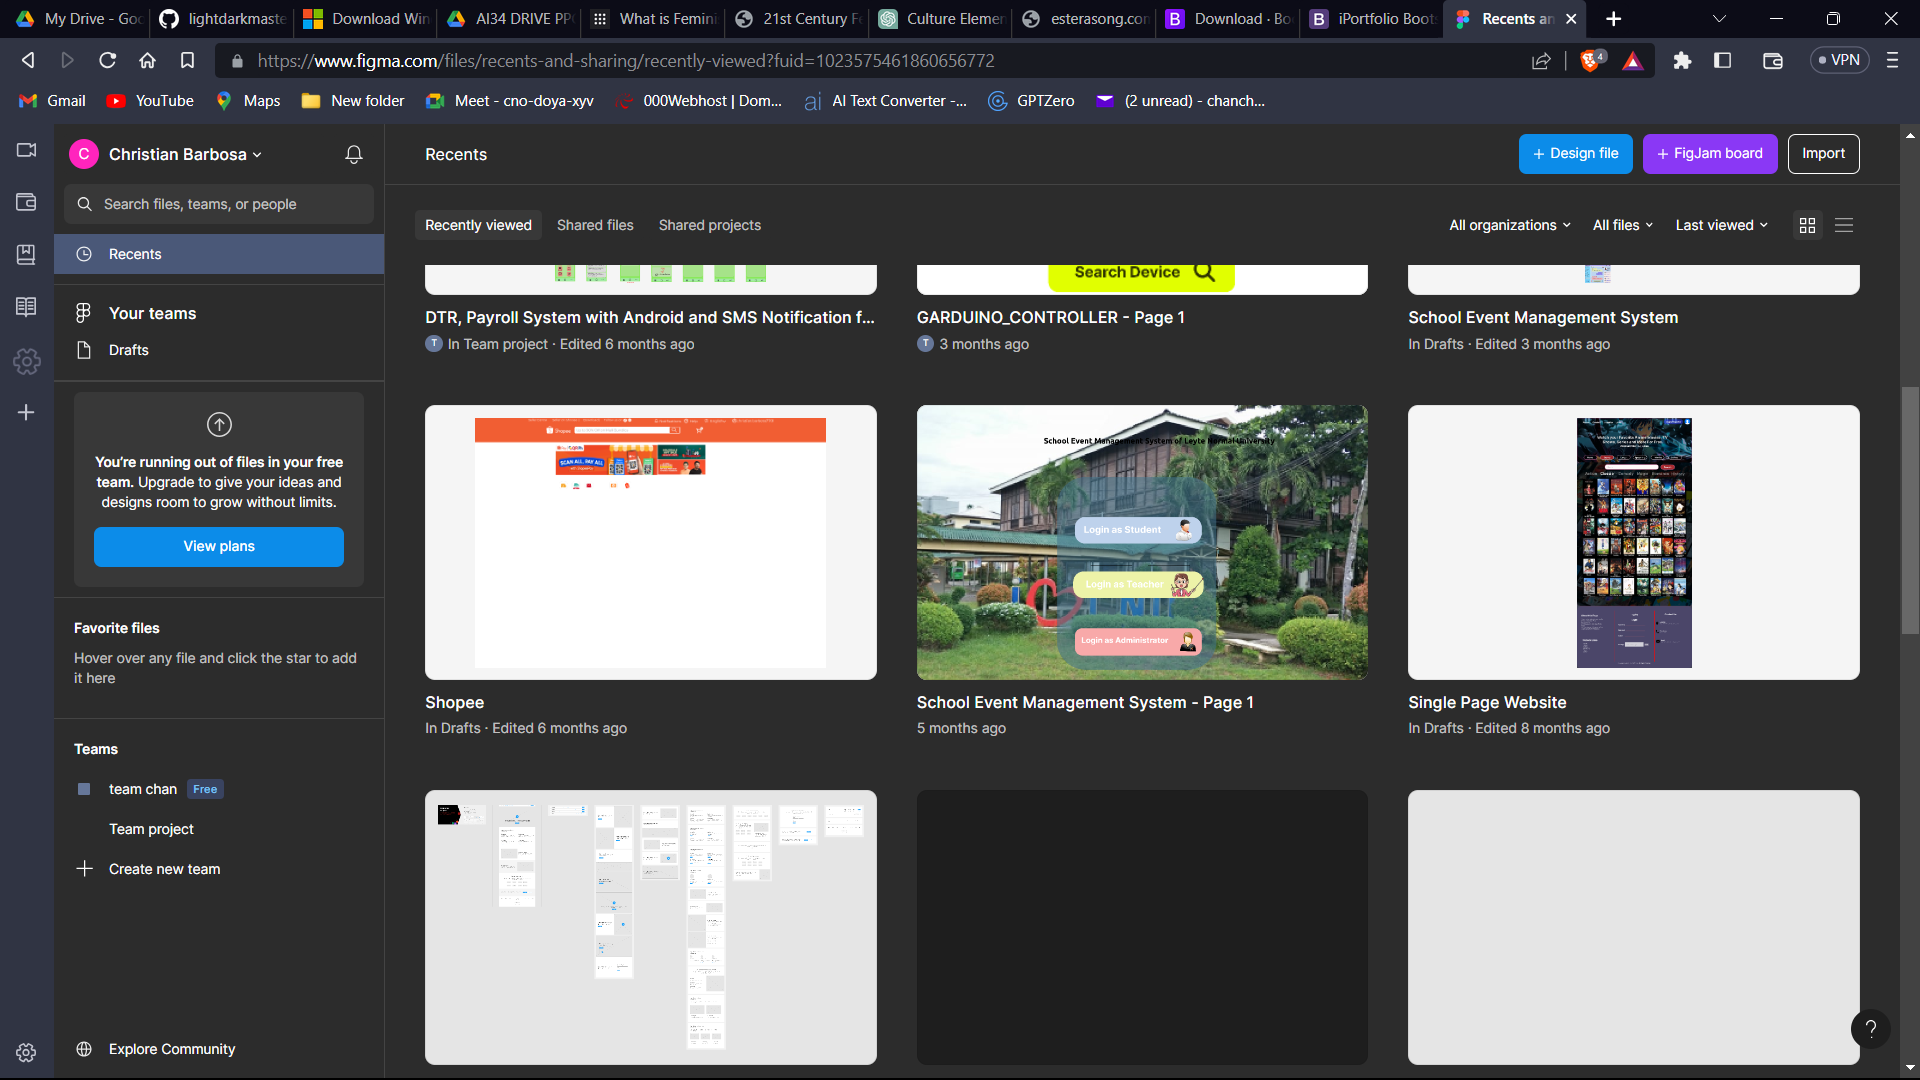 My Drive - Goo
lightdarkmaste
Download Win
AI34 DRIVE PP
What is Femini
21st Century Fe
Culture Elemen
esterasong.con
Download · Bo
iPortfolio Boots
Recents an
https://www.figma.com/files/recents-and-sharing/recently-viewed?fuid=1023575461860656772
4
VPN
Gmail
YouTube
Maps
New folder
Meet - cno-doya-xyv
000Webhost | Dom...
AI Text Converter -...
GPTZero
(2 unread) - chanch...
C
Christian Barbosa
Recents
+ Design file
+ FigJam board
Import
Search files, teams, or people
Recently viewed
Shared files
Shared projects
All organizations
All files
Last viewed
Recents
Your teams
Drafts
Search Device
DTR, Payroll System with Android and SMS Notification f...
T In Team project · Edited 6 months ago
GARDUINO_CONTROLLER - Page 1
T 3 months ago
School Event Management System
In Drafts · Edited 3 months ago
You're running out of files in your free
team. Upgrade to give your ideas and
designs room to grow without limits.
View plans
Shopee
SCAN ALL, PAY ALL
School Event Management System of Leyte Normal University
Login as Student
Login as Teacher
Login as Administrator
Favorite files
Hover over any file and click the star to add
it here
Shopee
In Drafts · Edited 6 months ago
School Event Management System - Page 1
5 months ago
Single Page Website
In Drafts · Edited 8 months ago
Teams
team chan
Free
Team project
Create new team
Explore Community
?